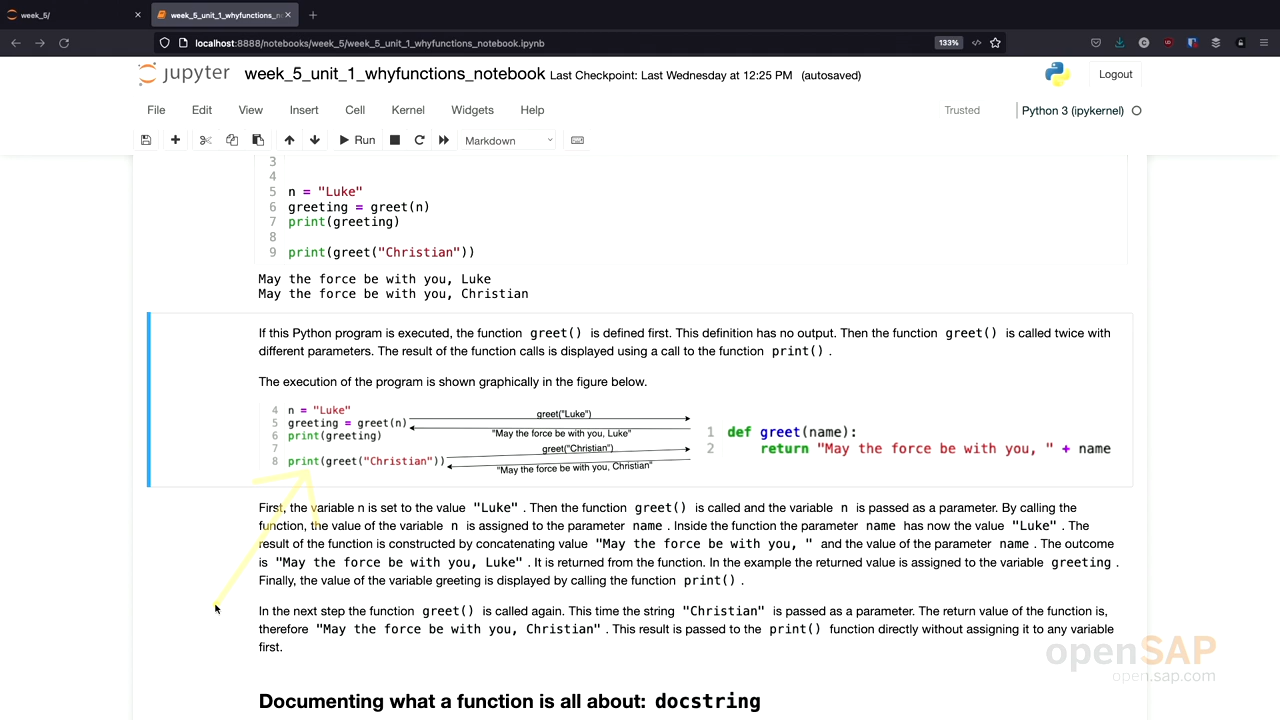 week_5/
week_5_unit_1_whyfunctions_n
localhost:8888/notebooks/week_5/week_5_unit_1_whyfunctions_notebook.ipynb
133%
jupyter week_5_unit_1_whyfunctions_notebook Last Checkpoint: Last Wednesday at 12:25 PM (autosaved)
Logout
File Edit View Insert Cell Kernel Widgets Help
Trusted
Python 3 (ipykernel)
Run
Markdown
3
4
5 n = "Luke"
6 greeting = greet(n)
7 print(greeting)
8
9 print(greet("Christian"))
May the force be with you, Luke
May the force be with you, Christian
If this Python program is executed, the function greet() is defined first. This definition has no output. Then the function greet() is called twice with
different parameters. The result of the function calls is displayed using a call to the function print() .
The execution of the program is shown graphically in the figure below.
4 n = "Luke"
5 greeting = greet(n)
6 print(greeting)
7
8 print(greet("Christian"))
greet("Luke")
"May the force be with you, Luke"
greet("Christian")
"May the force be with you, Christian"
1 def greet(name):
2 return "May the force be with you, " + name
First, the variable n is set to the value "Luke" . Then the function greet() is called and the variable n is passed as a parameter. By calling the
function, the value of the variable n is assigned to the parameter name . Inside the function the parameter name has now the value "Luke" . The
result of the function is constructed by concatenating value "May the force be with you, " and the value of the parameter name . The outcome
is "May the force be with you, Luke" . It is returned from the function. In the example the returned value is assigned to the variable greeting .
Finally, the value of the variable greeting is displayed by calling the function print() .
In the next step the function greet() is called again. This time the string "Christian" is passed as a parameter. The return value of the function is,
therefore "May the force be with you, Christian" . This result is passed to the print() function directly without assigning it to any variable
first.
openSAP
open.sap.com
Documenting what a function is all about: docstring